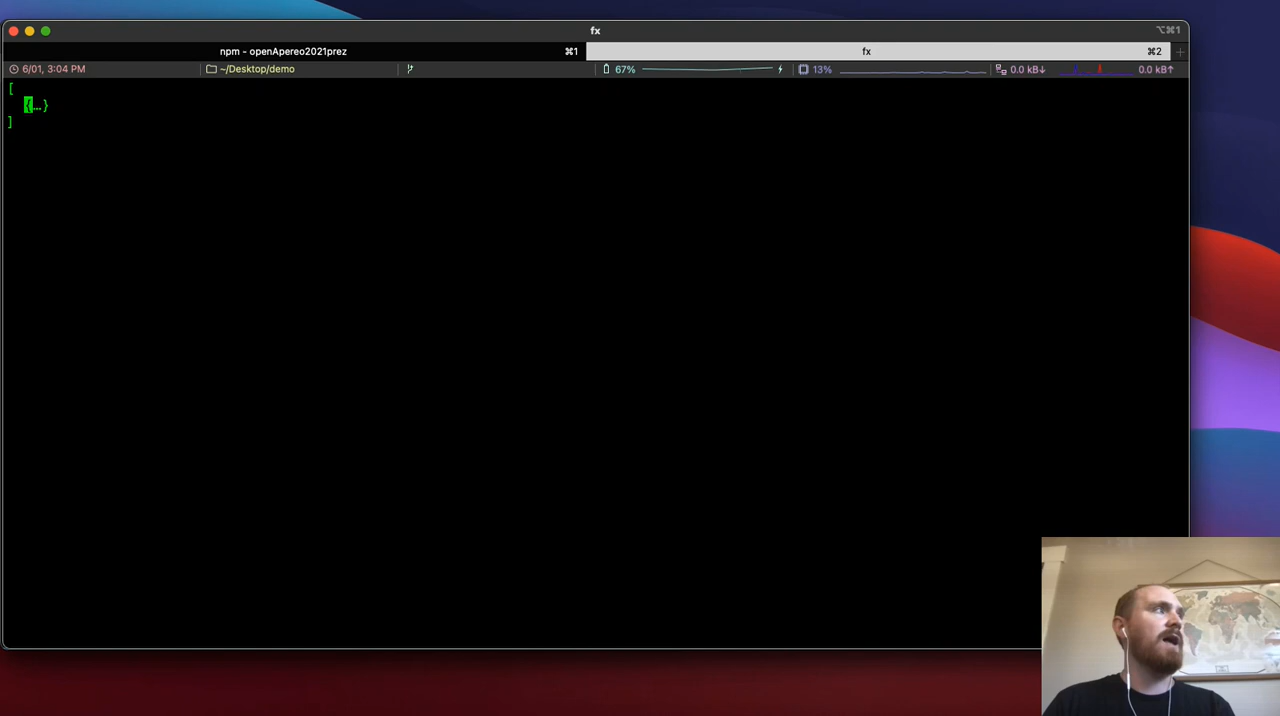 fx
⌥⌘1
npm - openApereo2021prez ⌘1 fx ⌘2
6/01, 3:04 PM ~/Desktop/demo 67% 13% 0.0 kB↓ 0.0 kB↑
[
{…}
]